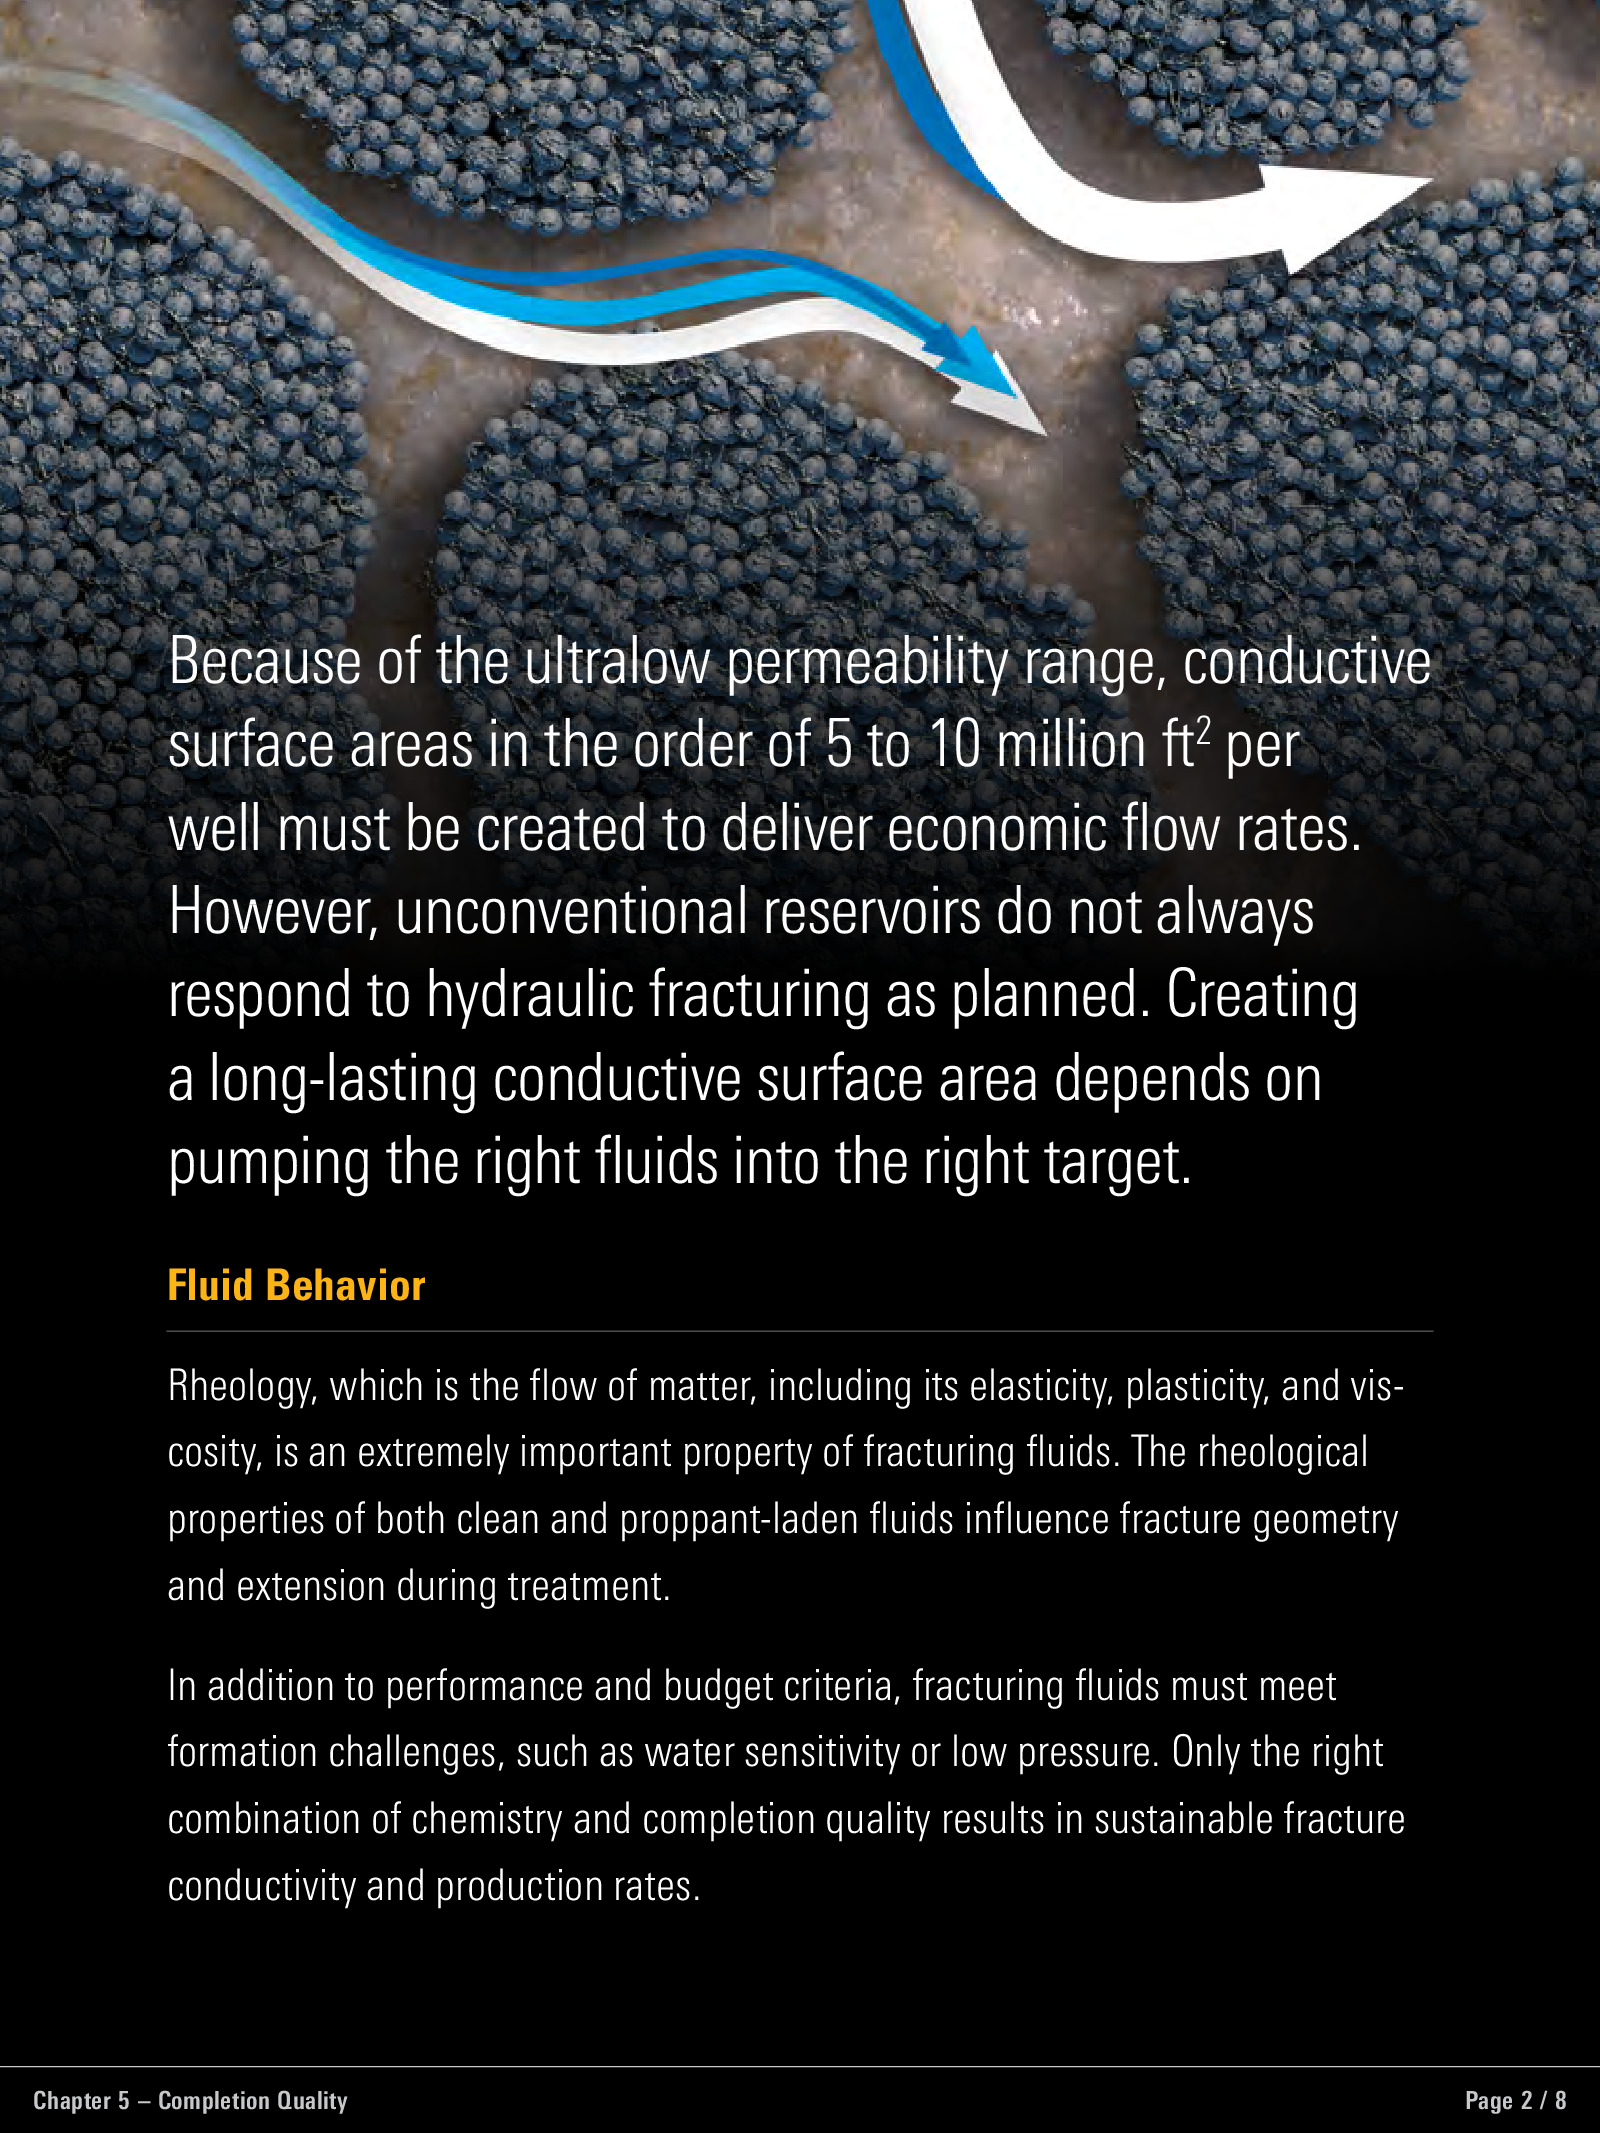 Because of the ultralow permeability range, conductive
surface areas in the order of 5 to 10 million ft² per
well must be created to deliver economic flow rates.
However, unconventional reservoirs do not always
respond to hydraulic fracturing as planned. Creating
a long-lasting conductive surface area depends on
pumping the right fluids into the right target.
Fluid Behavior
Rheology, which is the flow of matter, including its elasticity, plasticity, and vis-
cosity, is an extremely important property of fracturing fluids. The rheological
properties of both clean and proppant-laden fluids influence fracture geometry
and extension during treatment.
In addition to performance and budget criteria, fracturing fluids must meet
formation challenges, such as water sensitivity or low pressure. Only the right
combination of chemistry and completion quality results in sustainable fracture
conductivity and production rates.
Chapter 5 – Completion Quality
Page 2 / 8